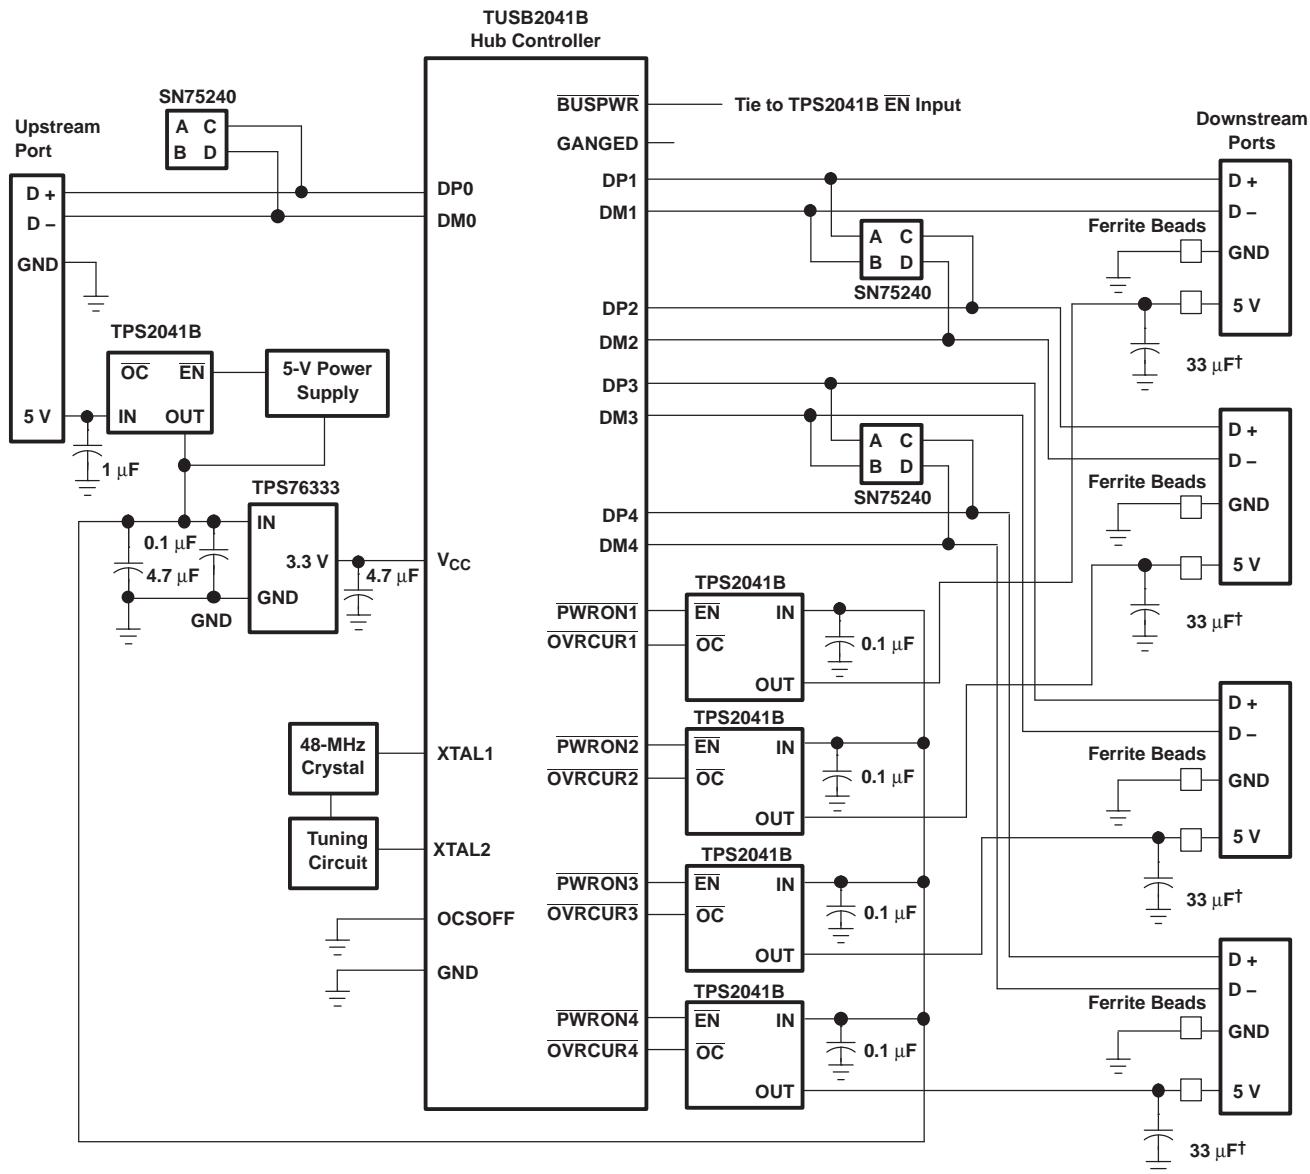 TUSB2041B
Hub Controller
SN75240
A C
B D
Upstream
Port
D +
D –
GND
5 V
TPS2041B
OC EN
IN OUT
5-V Power
Supply
1 μF
TPS76333
IN
3.3 V
GND
0.1 μF
4.7 μF
GND
4.7 μF
48-MHz
Crystal
Tuning
Circuit
DP0
DM0
VCC
XTAL1
XTAL2
OCSOFF
GND
BUSPWR
Tie to TPS2041B EN Input
GANGED
DP1
DM1
DP2
DM2
DP3
DM3
DP4
DM4
PWRON1
OVRCUR1
PWRON2
OVRCUR2
PWRON3
OVRCUR3
PWRON4
OVRCUR4
A C
B D
SN75240
A C
B D
SN75240
TPS2041B
EN IN
OC
OUT
0.1 μF
TPS2041B
EN IN
OC
OUT
0.1 μF
TPS2041B
EN IN
OC
OUT
0.1 μF
TPS2041B
EN IN
OC
OUT
0.1 μF
Downstream
Ports
D +
D –
Ferrite Beads
GND
5 V
33 μF†
D +
D –
Ferrite Beads
GND
5 V
33 μF†
D +
D –
Ferrite Beads
GND
5 V
33 μF†
D +
D –
Ferrite Beads
GND
5 V
33 μF†